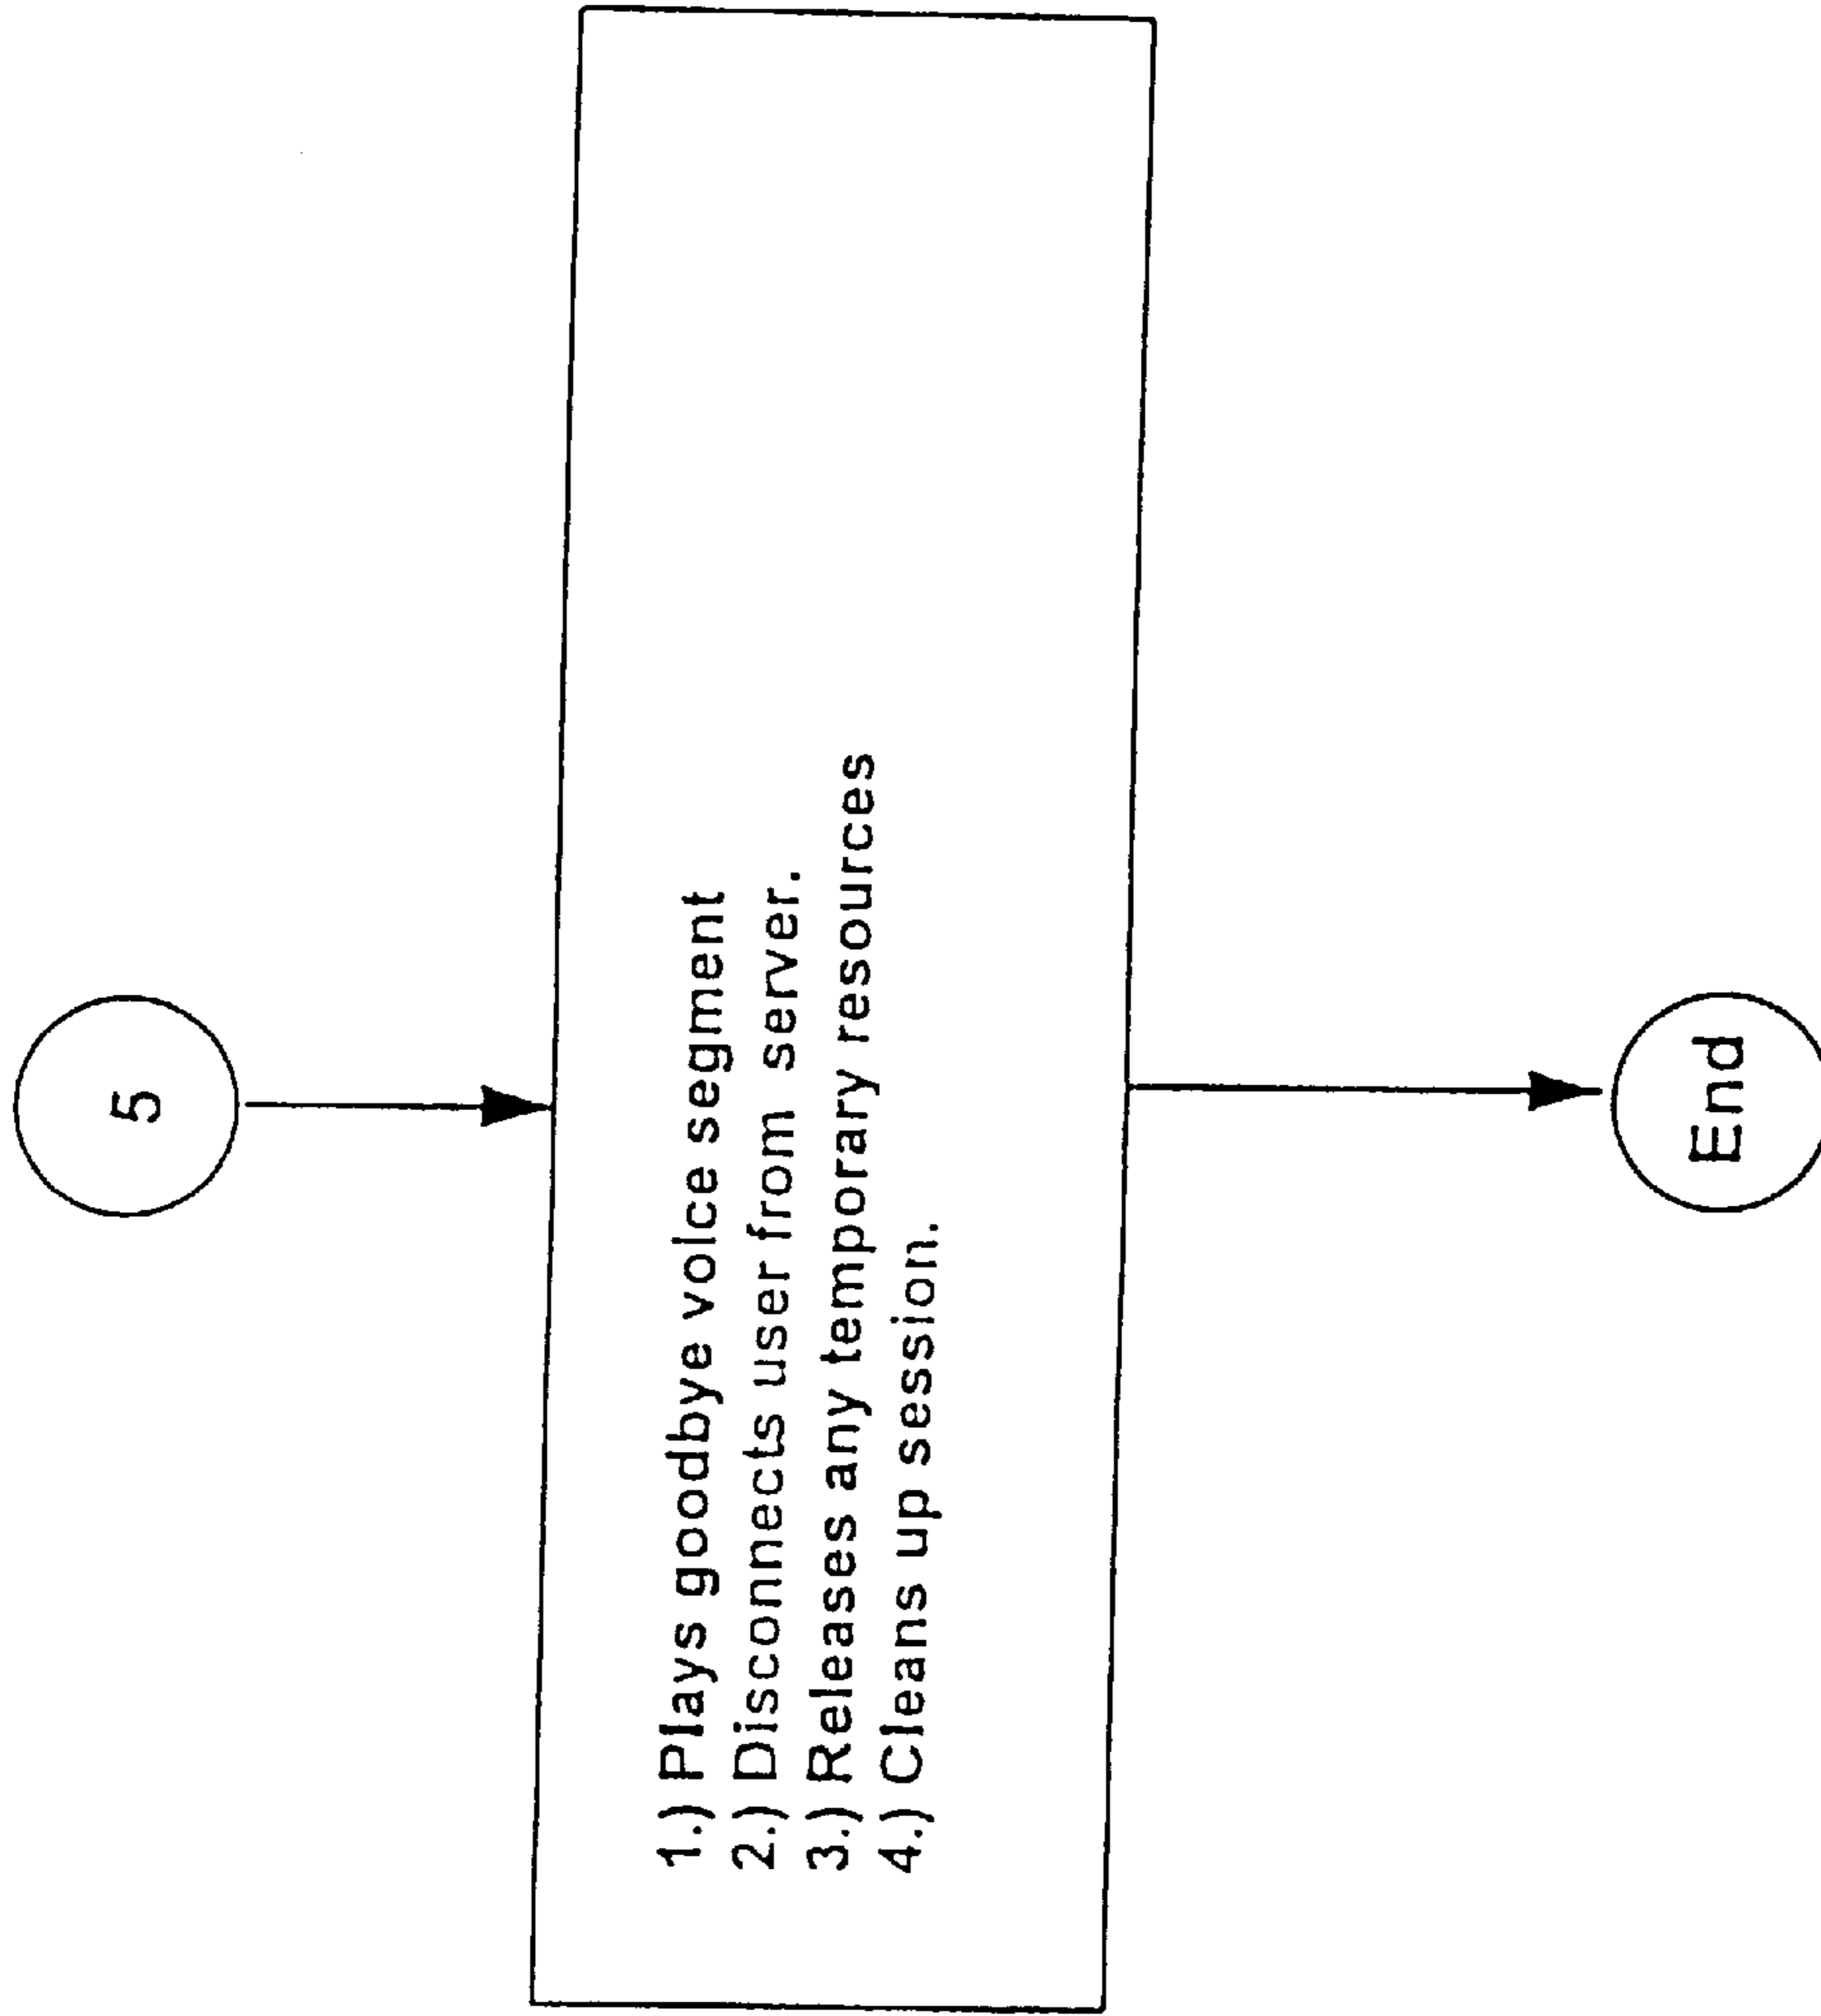 5
1.) Plays goodbye voice segment
2.) Disconnects user from server.
3.) Releases any temporary resources
4.) Cleans up session.
End